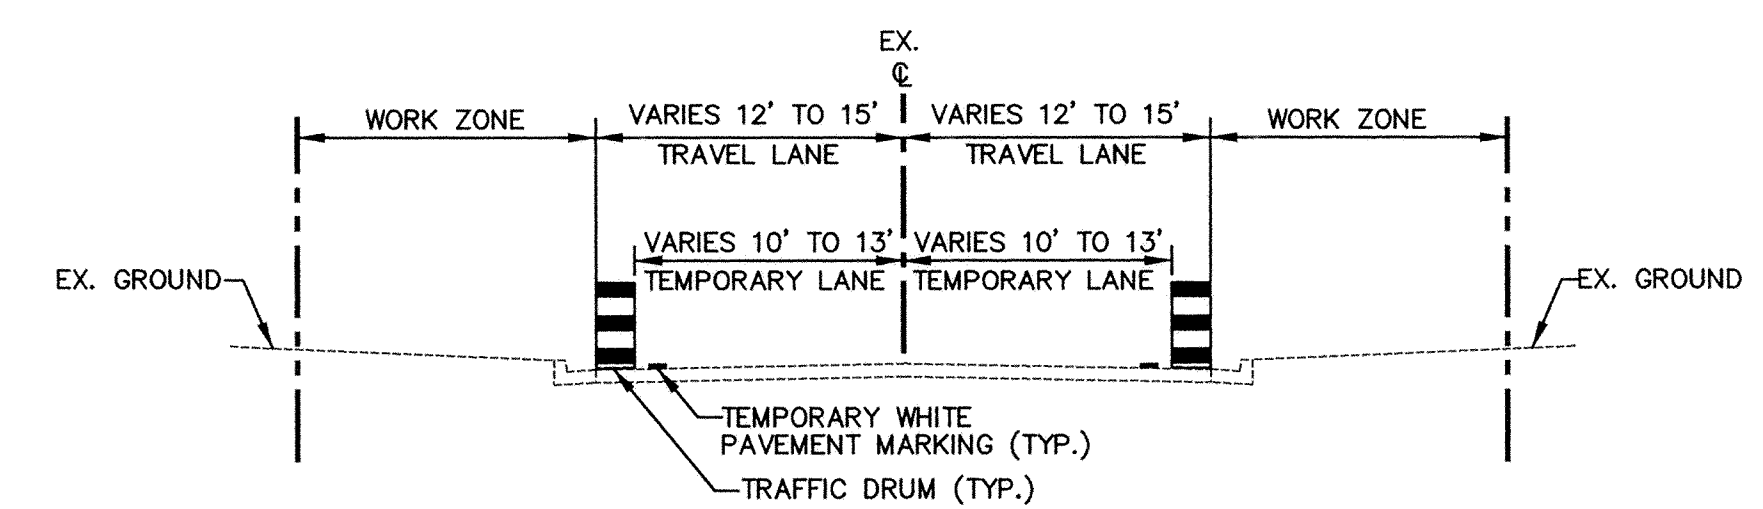 EX.
℄
WORK ZONE
VARIES 12' TO 15'
VARIES 12' TO 15'
WORK ZONE
TRAVEL LANE
TRAVEL LANE
VARIES 10' TO 13'
VARIES 10' TO 13'
EX. GROUND
TEMPORARY LANE
TEMPORARY LANE
EX. GROUND
TEMPORARY WHITE
PAVEMENT MARKING (TYP.)
TRAFFIC DRUM (TYP.)